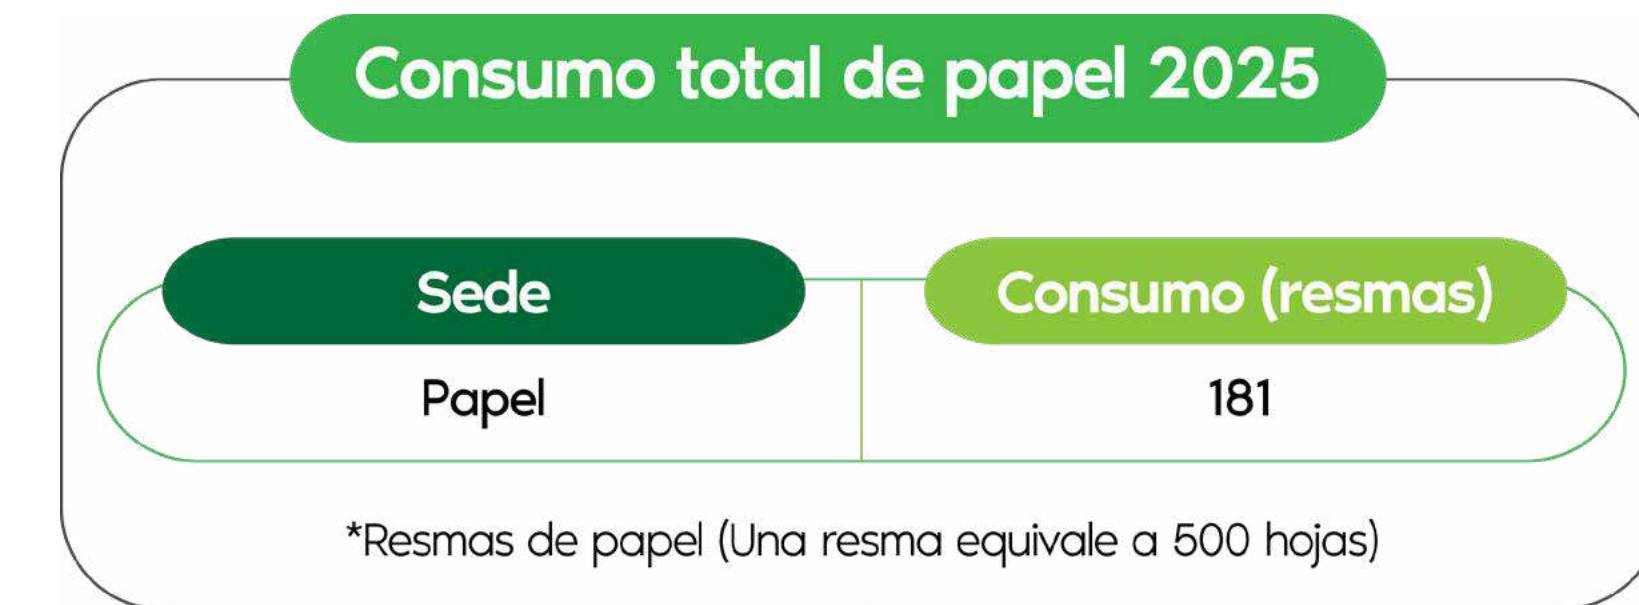 Consumo total de papel 2025
Sede
Consumo (resmas)
Papel
181
*Resmas de papel (Una resma equivale a 500 hojas)